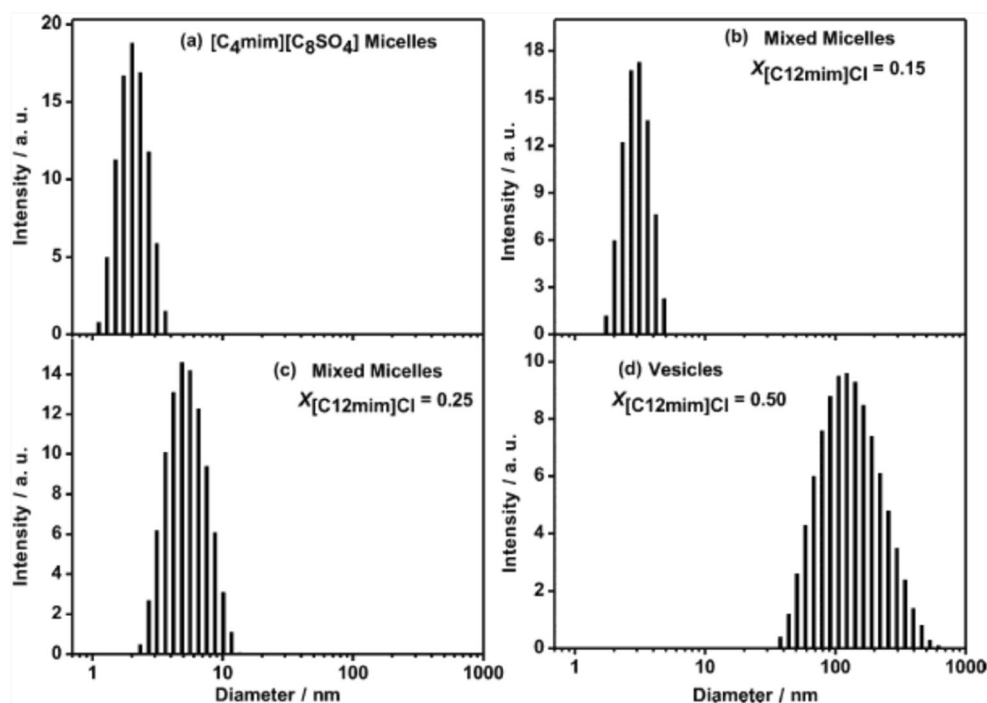 (a) [C4mim][C8SO4] Micelles
Intensity / a. u.
20
15
10
5
0
(b) Mixed Micelles
X[C12mim]Cl = 0.15
Intensity / a. u.
18
15
12
9
6
3
0
(c) Mixed Micelles
X[C12mim]Cl = 0.25
Intensity / a. u.
14
12
10
8
6
4
2
0
1 10 100 1000
Diameter / nm
(d) Vesicles
X[C12mim]Cl = 0.50
Intensity / a. u.
10
8
6
4
2
0
1 10 100 1000
Diameter / nm